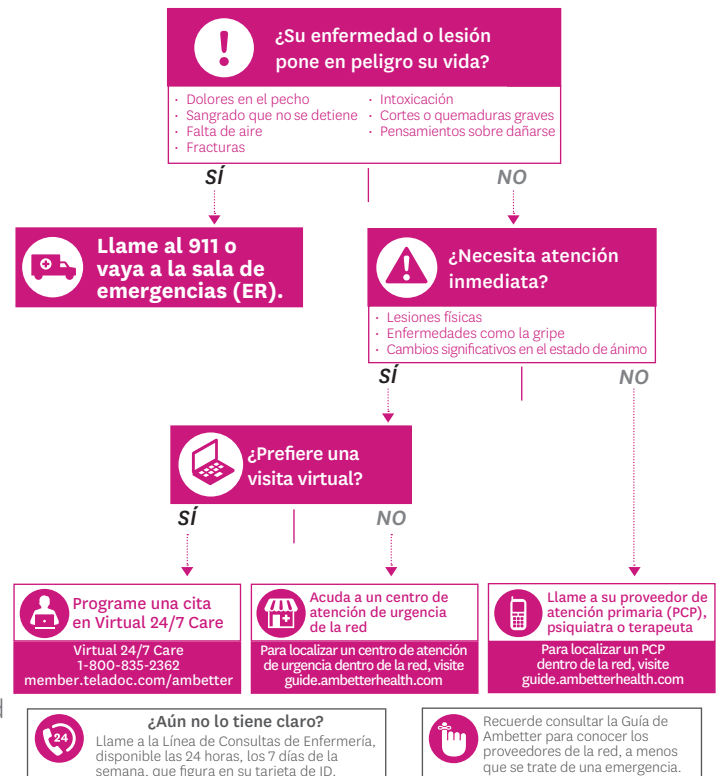 ¿Su enfermedad o lesión
pone en peligro su vida?
· Dolores en el pecho
· Sangrado que no se detiene
· Falta de aire
· Fracturas
· Intoxicación
· Cortes o quemaduras graves
· Pensamientos sobre dañarse
SÍ
NO
Llame al 911 o
vaya a la sala de
emergencias (ER).
¿Necesita atención
inmediata?
· Lesiones físicas
· Enfermedades como la gripe
· Cambios significativos en el estado de ánimo
SÍ
NO
¿Prefiere una
visita virtual?
SÍ
NO
Programe una cita
en Virtual 24/7 Care
Virtual 24/7 Care
1-800-835-2362
member.teladoc.com/ambetter
Acuda a un centro de
atención de urgencia
de la red
Para localizar un centro de atención
de urgencia dentro de la red, visite
guide.ambetterhealth.com
Llame a su proveedor de
atención primaria (PCP),
psiquiatra o terapeuta
Para localizar un PCP
dentro de la red, visite
guide.ambetterhealth.com
24
¿Aún no lo tiene claro?
Llame a la Línea de Consultas de Enfermería,
disponible las 24 horas, los 7 días de la
semana, que figura en su tarjeta de ID.
Recuerde consultar la Guía de
Ambetter para conocer los
proveedores de la red, a menos
que se trate de una emergencia.